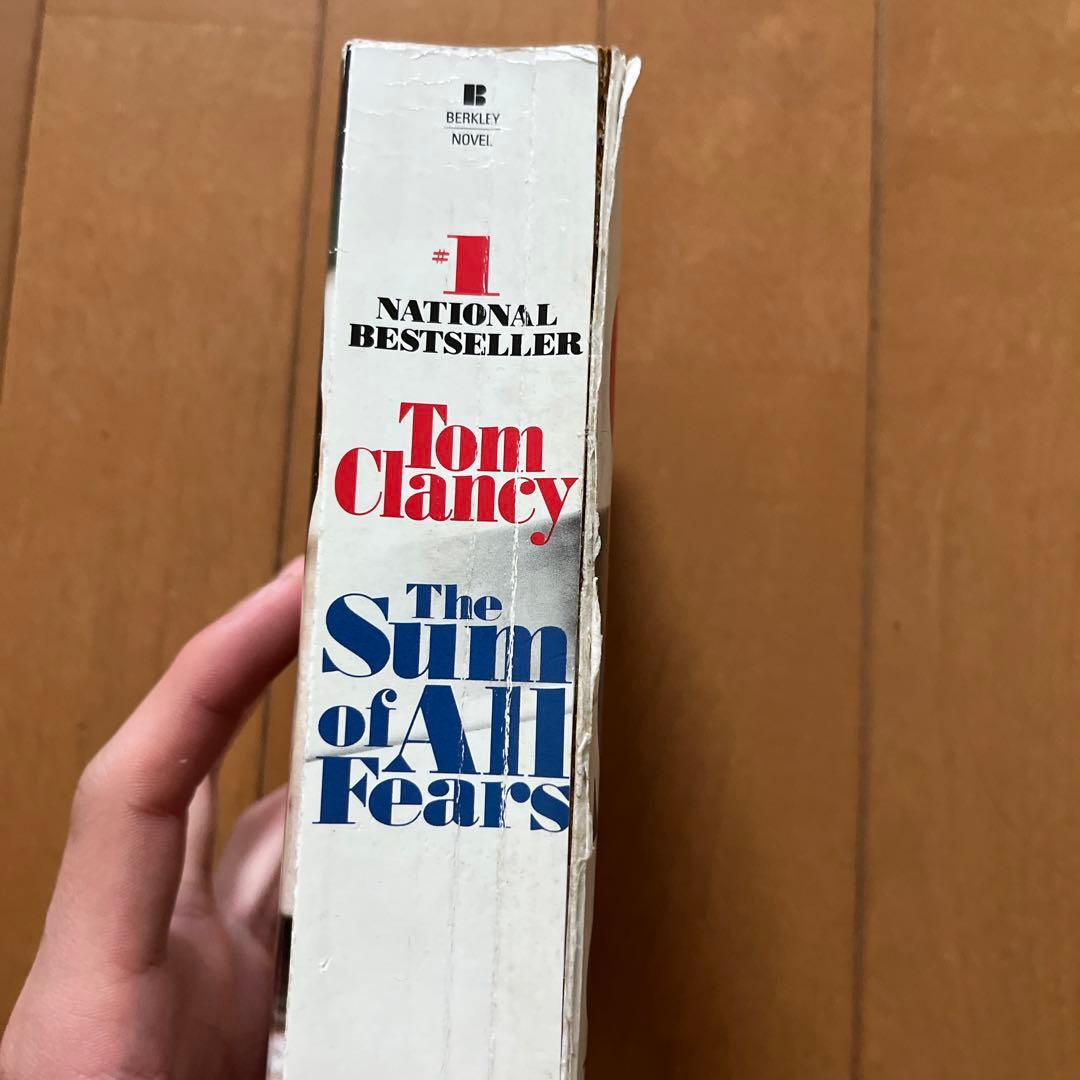 B
BERKLEY
NOVEL
#1
NATIONAL
BESTSELLER
Tom
Clancy
The
Sum
of All
Fears